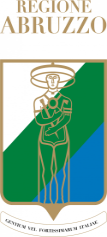 REGIONE
ABRUZZO
GENTIUM VEL FORTISSIMARUM ITALIAE